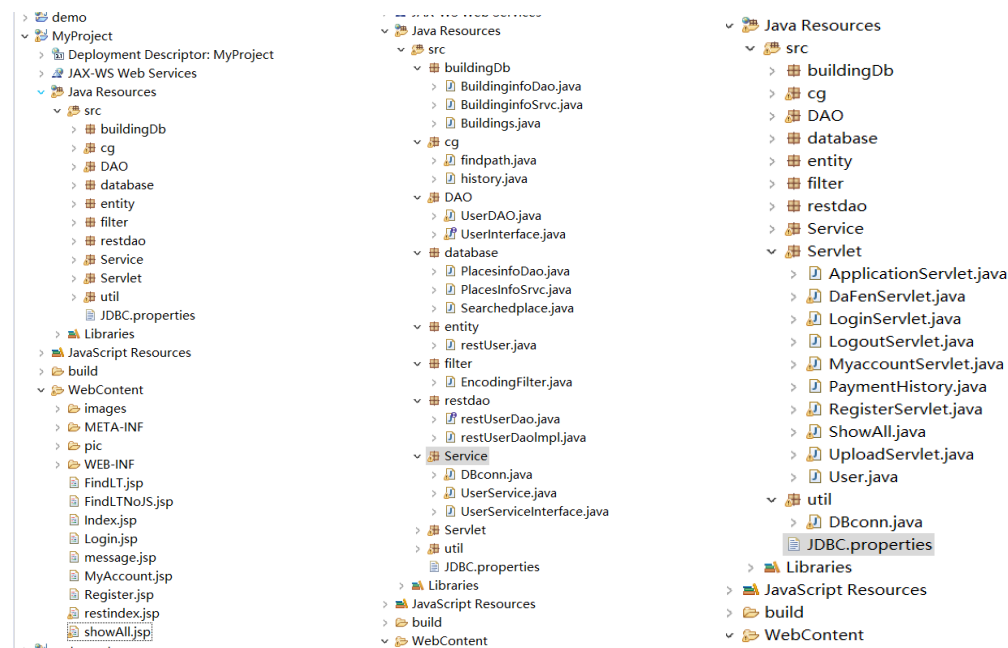 demo
MyProject
Deployment Descriptor: MyProject
JAX-WS Web Services
Java Resources
src
buildingDb
cg
DAO
database
entity
filter
restdao
Service
Servlet
util
JDBC.properties
Libraries
JavaScript Resources
build
WebContent
images
META-INF
pic
WEB-INF
FindLT.jsp
FindLTNoJS.jsp
Index.jsp
Login.jsp
message.jsp
MyAccount.jsp
Register.jsp
restindex.jsp
showAll.jsp
JAX-WS Web Services
Java Resources
src
buildingDb
BuildinginfoDao.java
BuildinginfoSrvc.java
Buildings.java
cg
findpath.java
history.java
DAO
UserDAO.java
UserInterface.java
database
PlacesinfoDao.java
PlacesInfoSrvc.java
Searchedplace.java
entity
restUser.java
filter
EncodingFilter.java
restdao
restUserDao.java
restUserDaoImpl.java
Service
DBconn.java
UserService.java
UserServiceInterface.java
Servlet
util
JDBC.properties
Libraries
JavaScript Resources
build
WebContent
Java Resources
src
buildingDb
cg
DAO
database
entity
filter
restdao
Service
Servlet
ApplicationServlet.java
DaFenServlet.java
LoginServlet.java
LogoutServlet.java
MyaccountServlet.java
PaymentHistory.java
RegisterServlet.java
ShowAll.java
UploadServlet.java
User.java
util
DBconn.java
JDBC.properties
Libraries
JavaScript Resources
build
WebContent